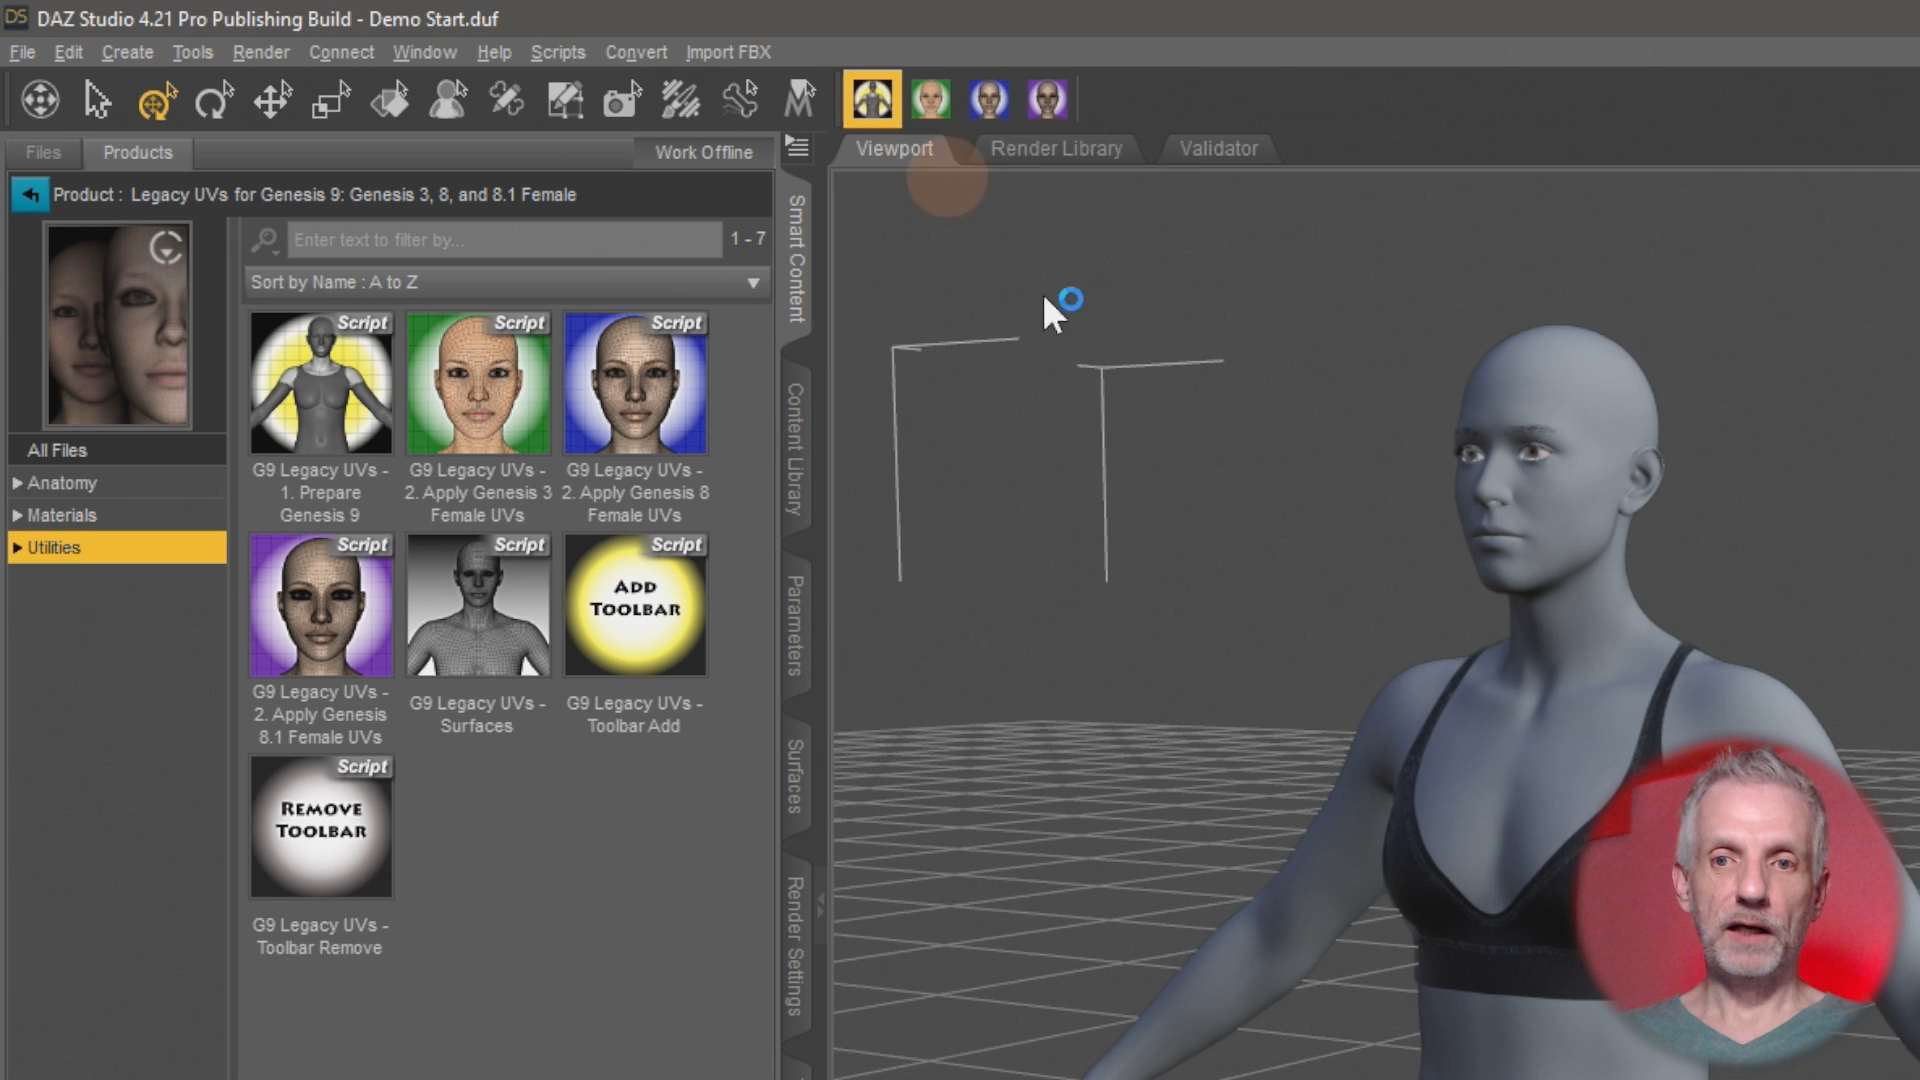 DS DAZ Studio 4.21 Pro Publishing Build - Demo Start.duf
File Edit Create Tools Render Connect Window Help Scripts Convert Import FBX
Files Products Work Offline
Viewport Render Library Validator
Product : Legacy UVs for Genesis 9: Genesis 3, 8, and 8.1 Female
Enter text to filter by... 1 - 7
Sort by Name : A to Z
All Files
Anatomy
Materials
Utilities
Script
G9 Legacy UVs -
1. Prepare
Genesis 9
Script
G9 Legacy UVs -
2. Apply Genesis 3
Female UVs
Script
G9 Legacy UVs -
2. Apply Genesis 8
Female UVs
Script
G9 Legacy UVs -
2. Apply Genesis
8.1 Female UVs
Script
G9 Legacy UVs -
Surfaces
Script
ADD
TOOLBAR
G9 Legacy UVs -
Toolbar Add
Script
REMOVE
TOOLBAR
G9 Legacy UVs -
Toolbar Remove
Smart Content
Content Library
Parameters
Surfaces
Render Settings